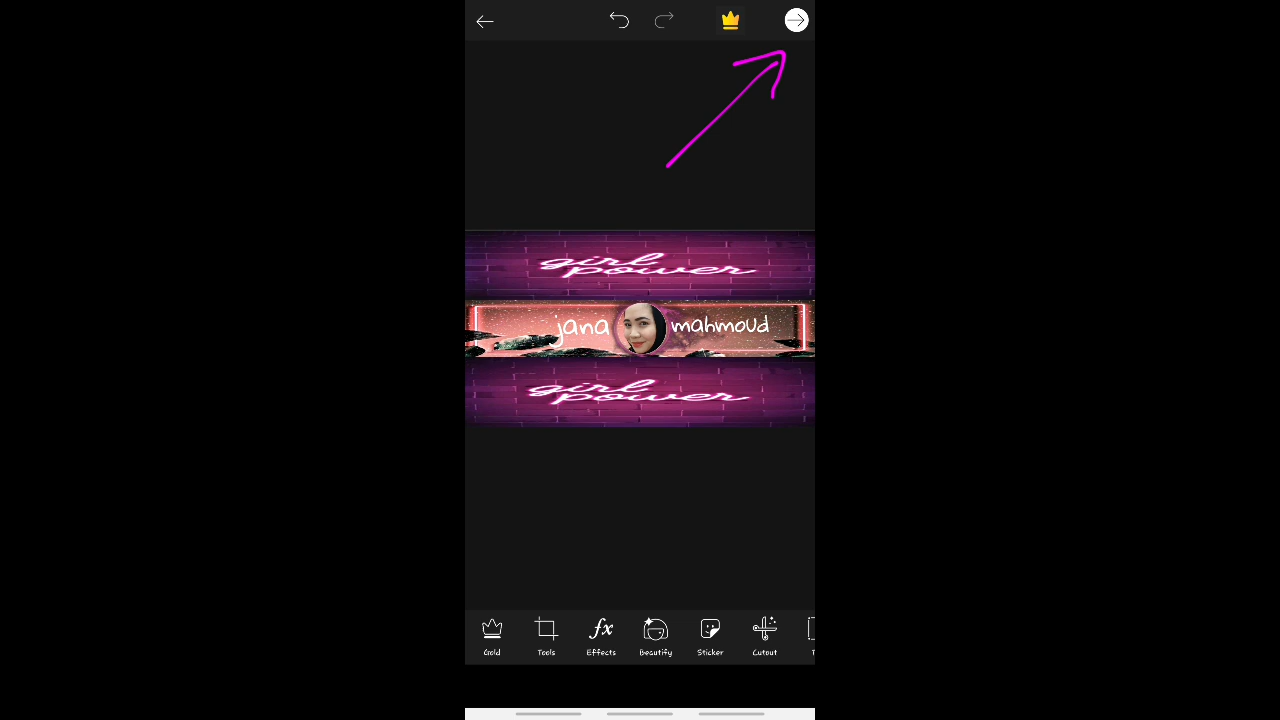 girl
power
jana mahmoud
girl
power
Gold Tools Effects Beautify Sticker Cutout